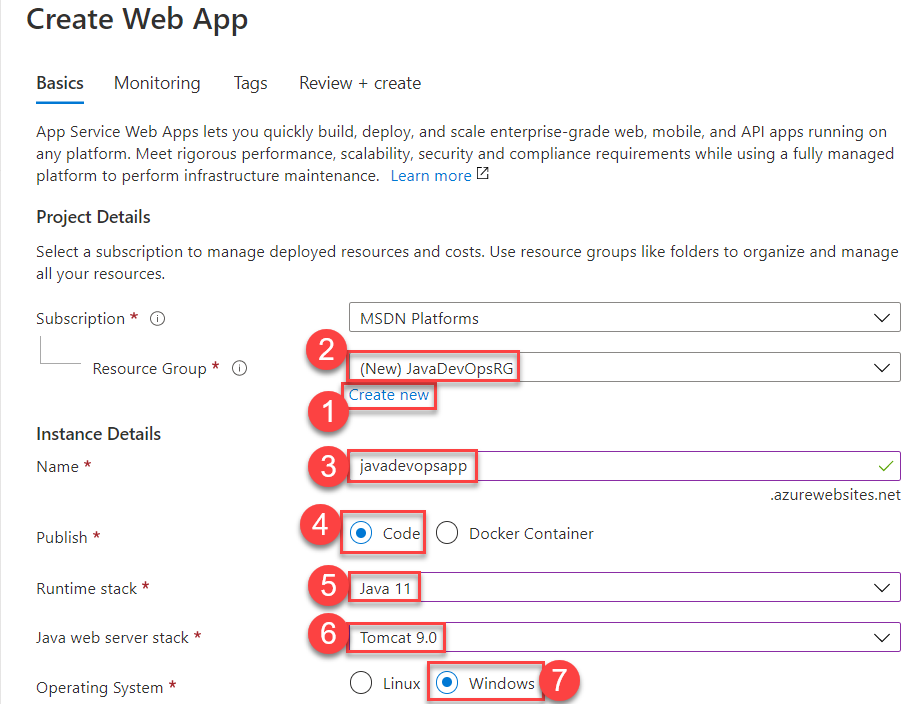 Create Web App
Basics Monitoring Tags Review + create
App Service Web Apps lets you quickly build, deploy, and scale enterprise-grade web, mobile, and API apps running on
any platform. Meet rigorous performance, scalability, security and compliance requirements while using a fully managed
platform to perform infrastructure maintenance. Learn more
Project Details
Select a subscription to manage deployed resources and costs. Use resource groups like folders to organize and manage
all your resources.
Subscription * MSDN Platforms
2
Resource Group * (New) JavaDevOpsRG
1 Create new
Instance Details
Name * 3 javadevopsapp
.azurewebsites.net
Publish * 4 Code Docker Container
Runtime stack * 5 Java 11
Java web server stack * 6 Tomcat 9.0
Operating System * Linux Windows 7